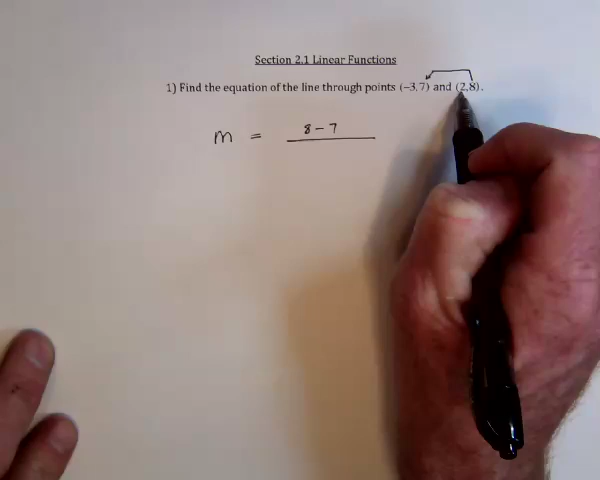 Section 2.1 Linear Functions
1) Find the equation of the line through points (−3,7) and (2,8).
m = 8 − 7